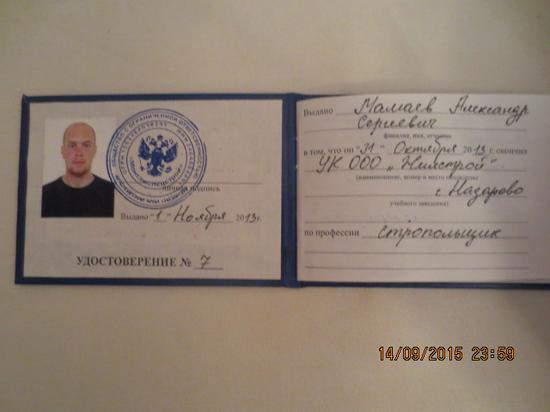 личная подпись
Выдано "1" Ноября 2013г.
УДОСТОВЕРЕНИЕ № 7
Выдано Мамаев Александр
Сергеевич
фамилия, имя, отчество
в том, что он "31" Октября 2013 г. окончил
УК ООО "Жилстрой"
(наименование, номер и место нахождения
г. Назарово
учебного заведения)
по профессии стропольщик
14/09/2015 23:59